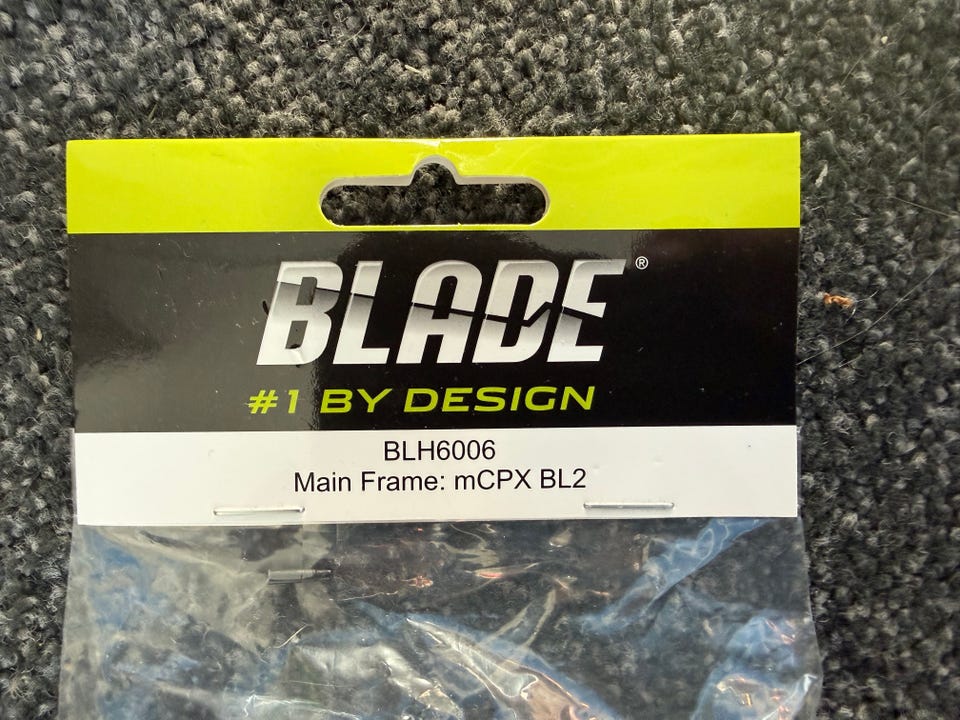 BLADE®
#1 BY DESIGN
BLH6006
Main Frame: mCPX BL2